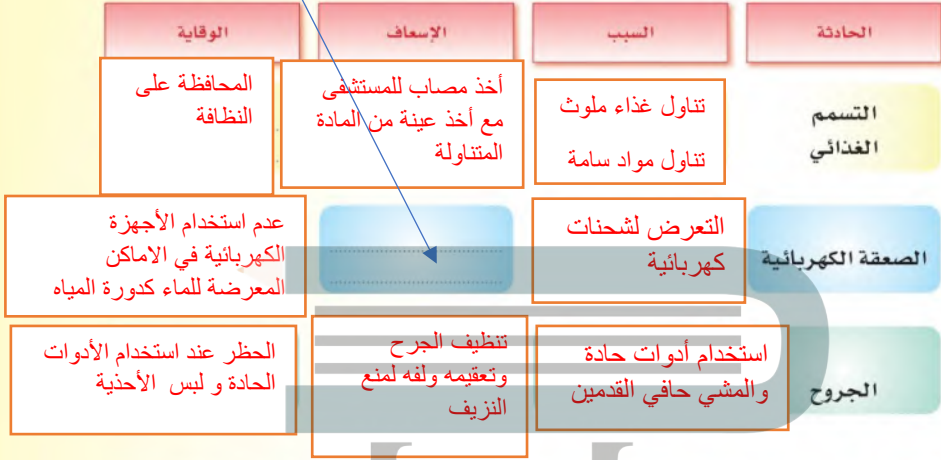 الحادثة
السبب
الإسعاف
الوقاية
التسمم
الغذائي
تناول غذاء ملوث
تناول مواد سامة
أخذ مصاب للمستشفى
مع أخذ عينة من المادة
المتناولة
المحافظة على
النظافة
الصعقة الكهربائية
التعرض لشحنات
كهربائية
عدم استخدام الأجهزة
الكهربائية في الاماكن
المعرضة للماء كدورة المياه
الجروح
استخدام أدوات حادة
والمشي حافي القدمين
تنظيف الجرح
وتعقيمه ولفه لمنع
النزيف
الحظر عند استخدام الأدوات
الحادة و لبس الأحذية